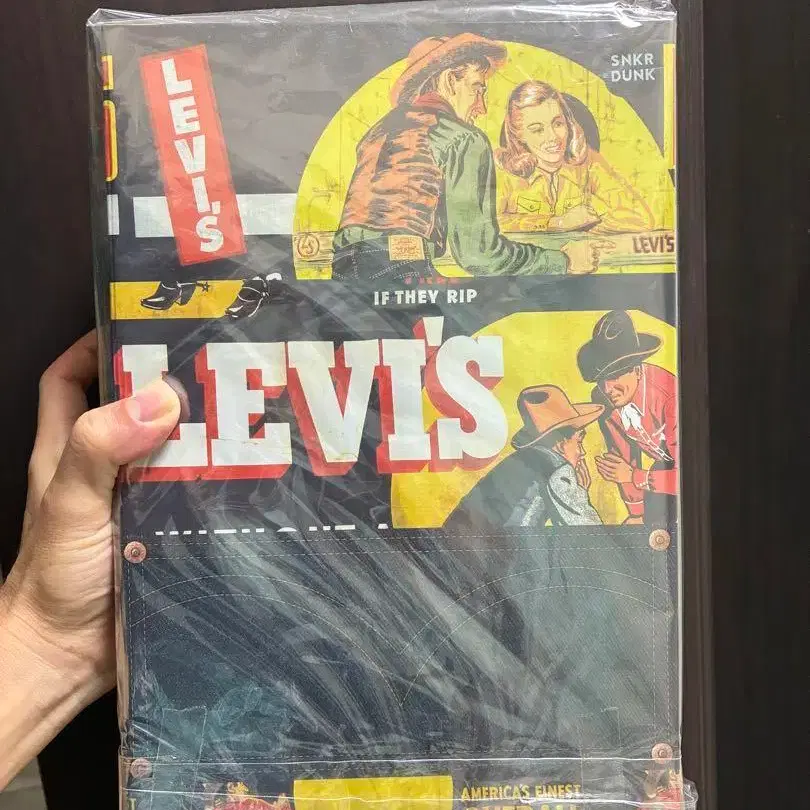 LEVI'S
SNKR
DUNK
LEVI'S
IF THEY RIP
LEVI'S
AMERICA'S FINEST